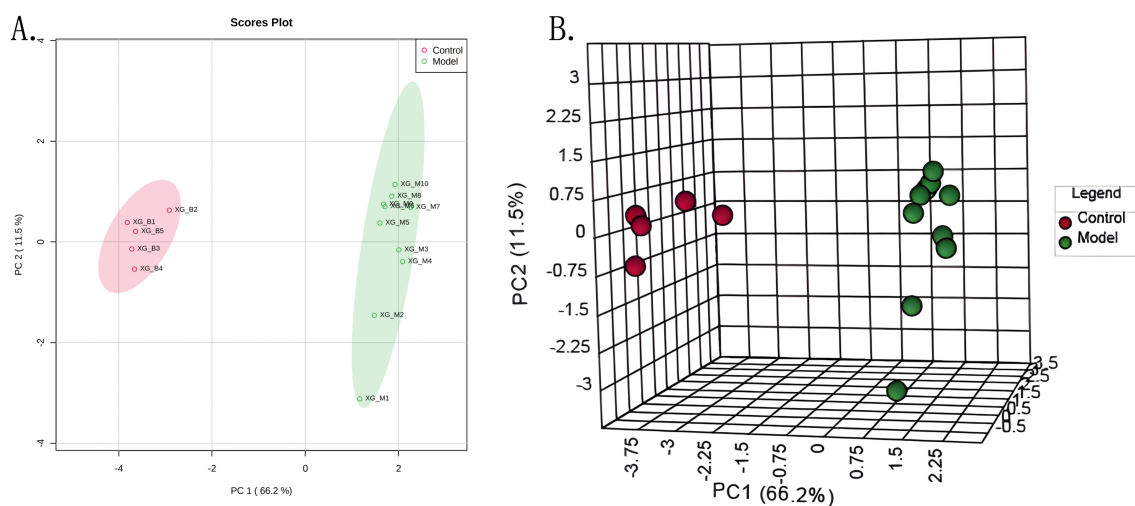 A.
Scores Plot
Control
Model
XG_B2
XG_B1
XG_B5
XG_B3
XG_B4
XG_M10
XG_M8
XG_M7
XG_M5
XG_M3
XG_M4
XG_M2
XG_M1
4
2
0
-2
-4
PC 2 ( 11.5 %)
-4
-2
0
2
PC 1 ( 66.2 %)
B.
3
2.25
1.5
0.75
0
-0.75
-1.5
-2.25
-3
PC2 (11.5%)
-3.75
-3
-2.25
-1.5
-0.75
0
0.75
1.5
2.25
PC1 (66.2%)
3.5
2.5
1.5
0.5
-0.5
Legend
Control
Model